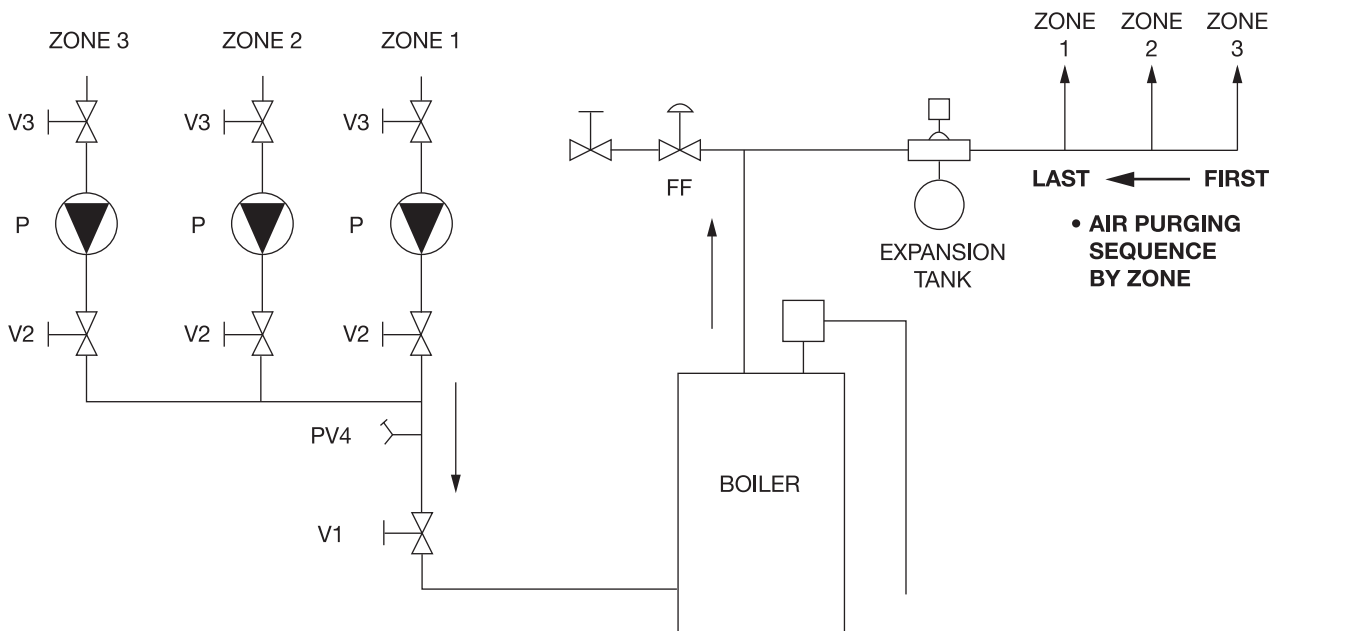 ZONE 3
ZONE 2
ZONE 1
ZONE
1
ZONE
2
ZONE
3
V3
V3
V3
FF
LAST
FIRST
P
P
P
EXPANSION
TANK
• AIR PURGING
SEQUENCE
BY ZONE
V2
V2
V2
PV4
BOILER
V1